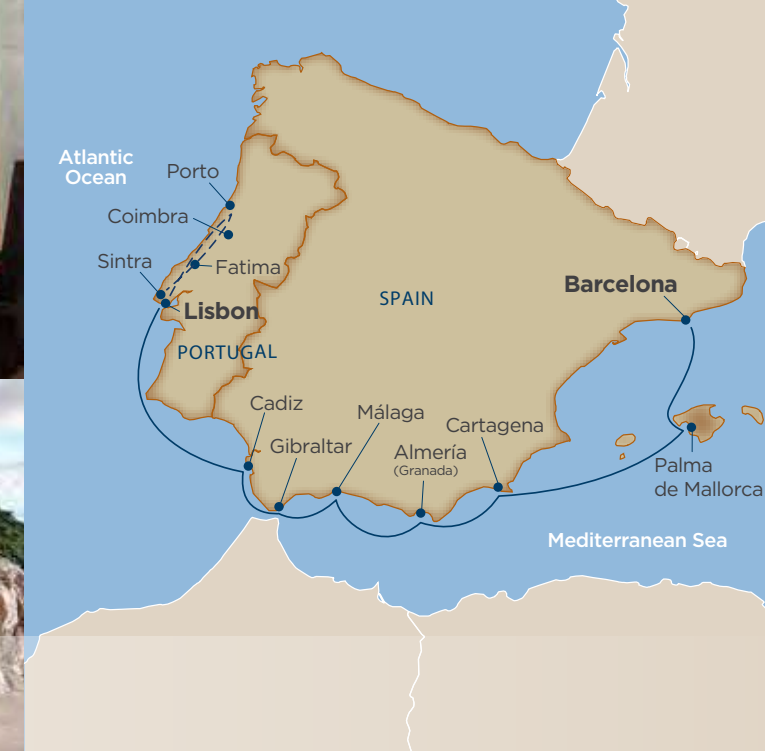 Atlantic
Ocean
Porto
Coimbra
Sintra
Fatima
Lisbon
PORTUGAL
SPAIN
Barcelona
Cadiz
Gibraltar
Málaga
Almería
(Granada)
Cartagena
Palma
de Mallorca
Mediterranean Sea